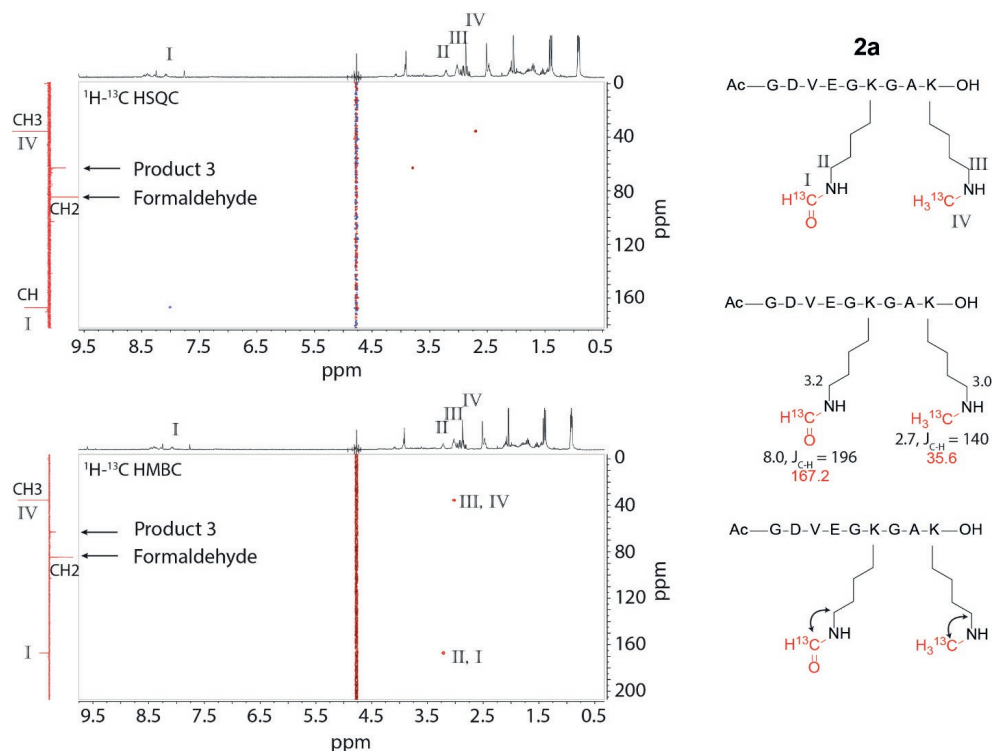 IV
III
II
I
¹H-¹³C HSQC
CH3
IV
Product 3
Formaldehyde
CH2
CH
I
0
40
80
120
160
ppm
9.5 8.5 7.5 6.5 5.5 4.5 3.5 2.5 1.5 0.5
ppm
IV
III
II
I
¹H-¹³C HMBC
CH3
IV
III, IV
Product 3
Formaldehyde
CH2
I
II, I
0
40
80
120
160
200
ppm
9.5 8.5 7.5 6.5 5.5 4.5 3.5 2.5 1.5 0.5
ppm
2a
Ac—G-D-V-E-G-K-G-A-K—OH
II
III
I
NH
NH
H¹³C
H₃¹³C
O
IV
Ac—G-D-V-E-G-K-G-A-K—OH
3.2
3.0
NH
NH
H¹³C
H₃¹³C
O
2.7, J C-H = 140
8.0, J C-H = 196
35.6
167.2
Ac—G-D-V-E-G-K-G-A-K—OH
NH
NH
H¹³C
H₃¹³C
O